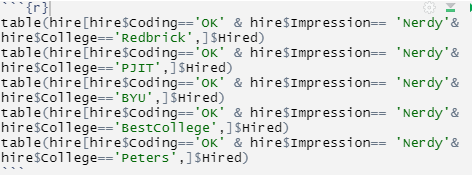 ```{r}
table(hire[hire$Coding=='OK' & hire$Impression== 'Nerdy'&
hire$College=='Redbrick',]$Hired)
table(hire[hire$Coding=='OK' & hire$Impression== 'Nerdy'&
hire$College=='PJIT',]$Hired)
table(hire[hire$Coding=='OK' & hire$Impression== 'Nerdy'&
hire$College=='BYU',]$Hired)
table(hire[hire$Coding=='OK' & hire$Impression== 'Nerdy'&
hire$College=='BestCollege',]$Hired)
table(hire[hire$Coding=='OK' & hire$Impression== 'Nerdy'&
hire$College=='Peters',]$Hired)
```